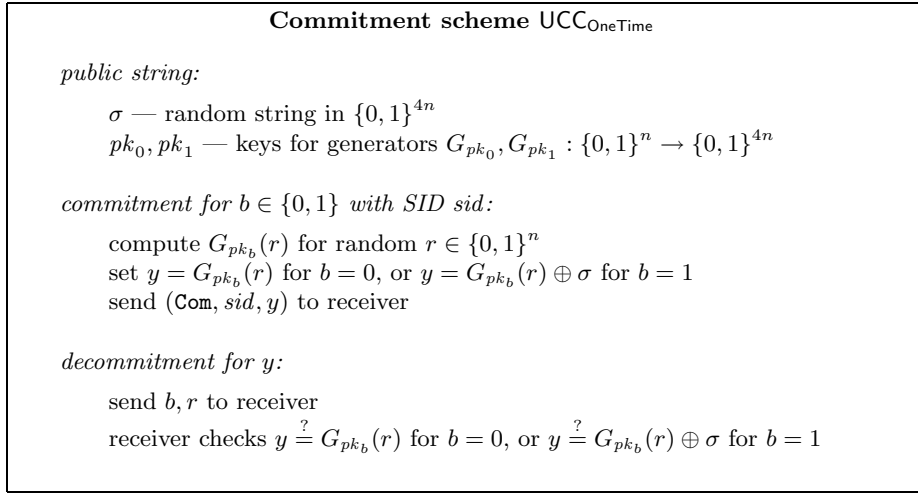 Commitment scheme UCC_OneTime
public string:
σ — random string in {0, 1}^{4n}
pk_0, pk_1 — keys for generators G_{pk_0}, G_{pk_1} : {0, 1}^n → {0, 1}^{4n}
commitment for b ∈ {0, 1} with SID sid:
compute G_{pk_b}(r) for random r ∈ {0, 1}^n
set y = G_{pk_b}(r) for b = 0, or y = G_{pk_b}(r) ⊕ σ for b = 1
send (Com, sid, y) to receiver
decommitment for y:
send b, r to receiver
receiver checks y ≟ G_{pk_b}(r) for b = 0, or y ≟ G_{pk_b}(r) ⊕ σ for b = 1